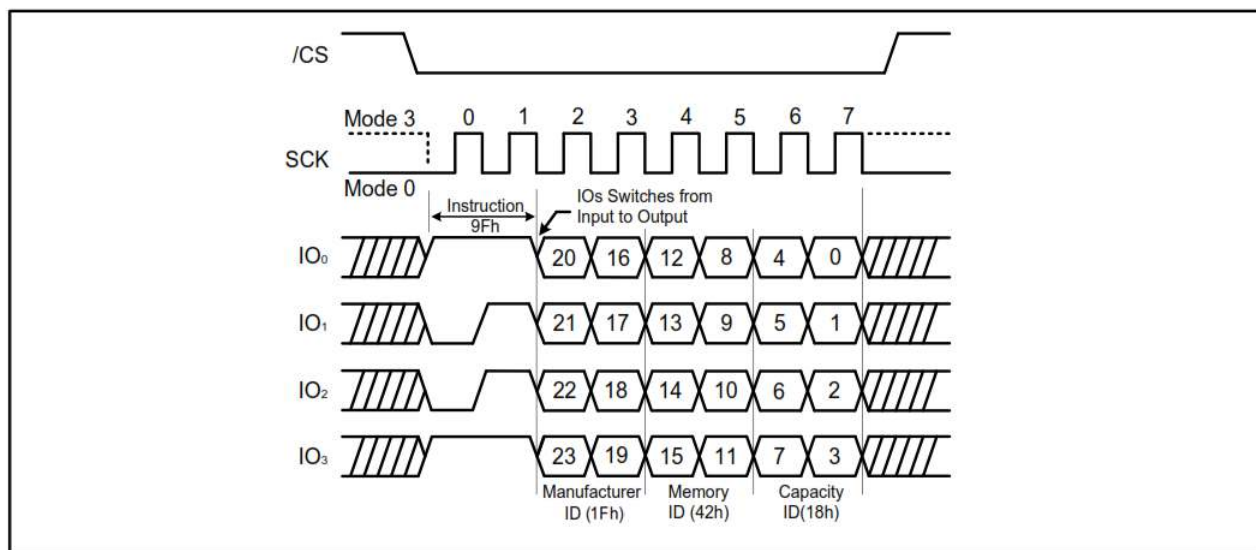 /CS
Mode 3
0 1 2 3 4 5 6 7
SCK
Mode 0
Instruction
9Fh
IOs Switches from
Input to Output
IO₀ 20 16 12 8 4 0
IO₁ 21 17 13 9 5 1
IO₂ 22 18 14 10 6 2
IO₃ 23 19 15 11 7 3
Manufacturer
ID (1Fh)
Memory
ID (42h)
Capacity
ID(18h)